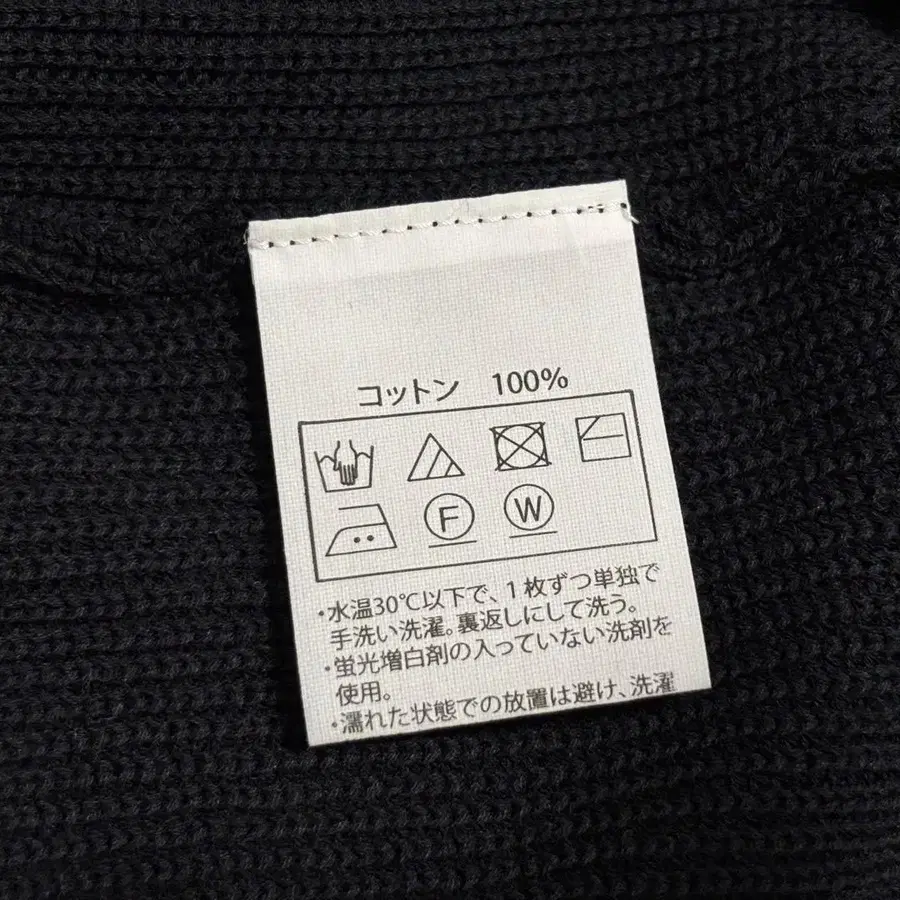 コットン 100%
F W
・水温30℃以下で、1枚ずつ単独で
手洗い洗濯。裏返しにして洗う。
・蛍光増白剤の入っていない洗剤を
使用。
・濡れた状態での放置は避け、洗濯